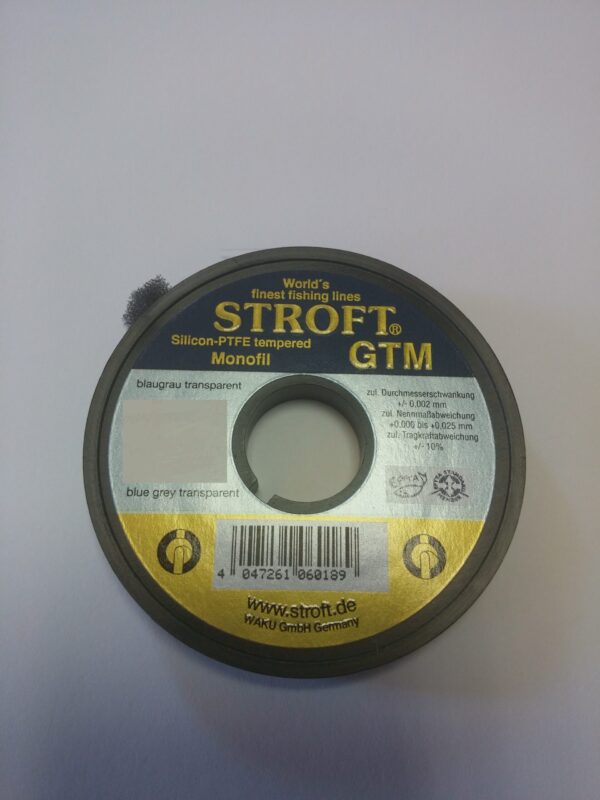 World´s
finest fishing lines
STROFT®
Silicon-PTFE tempered
Monofil
GTM
blaugrau transparent
blue grey transparent
zul. Durchmesserschwankung
+/- 0.002 mm
zul. Nennmaßabweichung
+0.000 bis +0.025 mm
zul. Tragkraftabweichung
+/- 10%
4 047261 060189
www.stroft.de
WAKU GmbH Germany